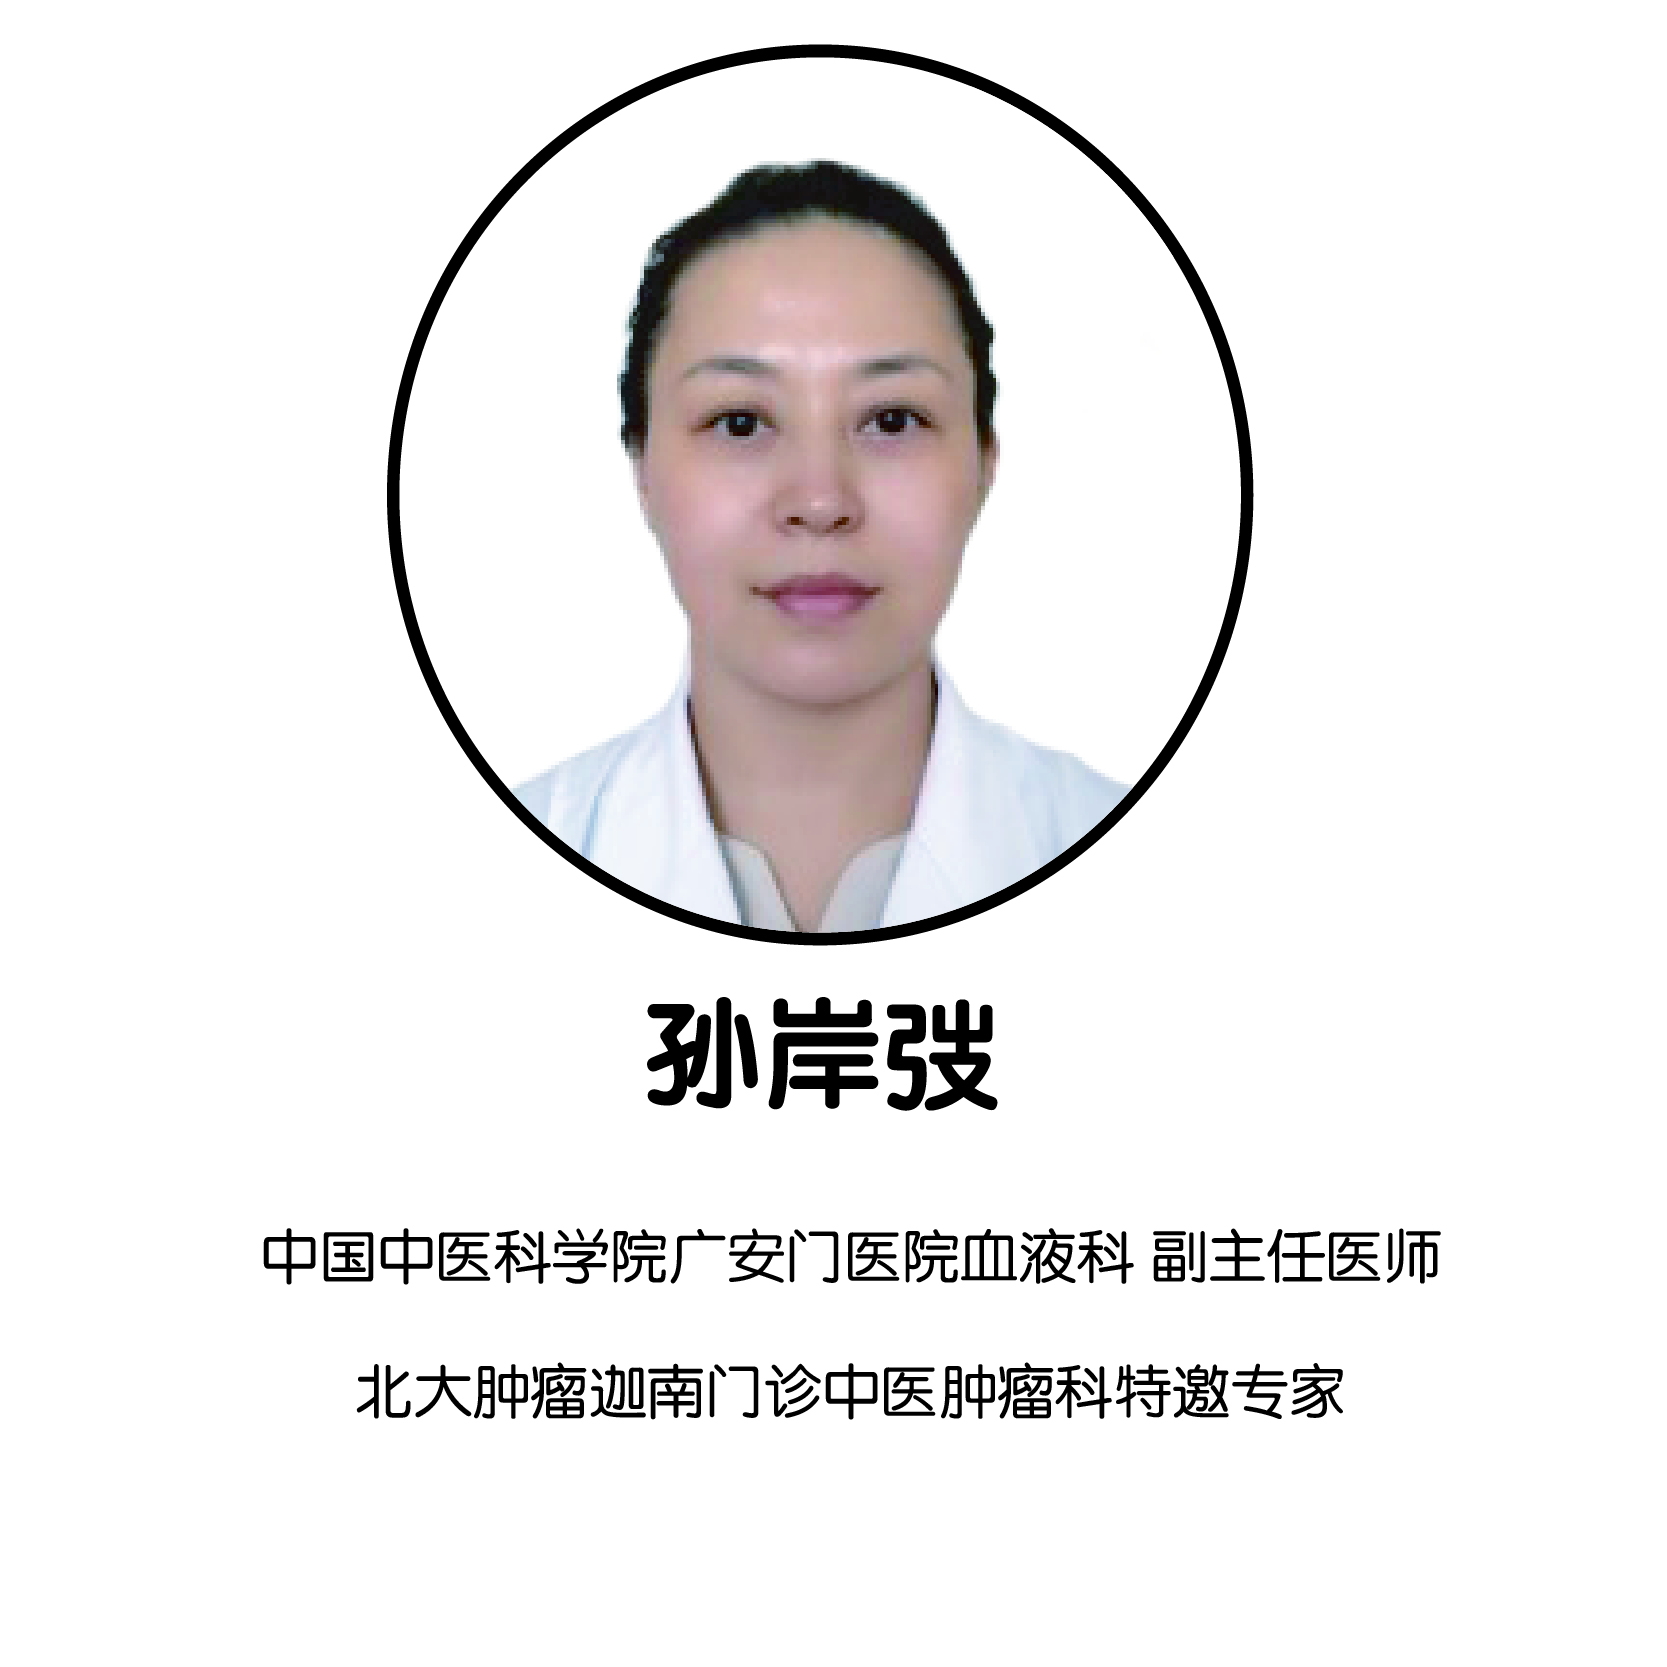 孙岸弢
中国中医科学院广安门医院血液科 副主任医师
北大肿瘤迦南门诊中医肿瘤科特邀专家